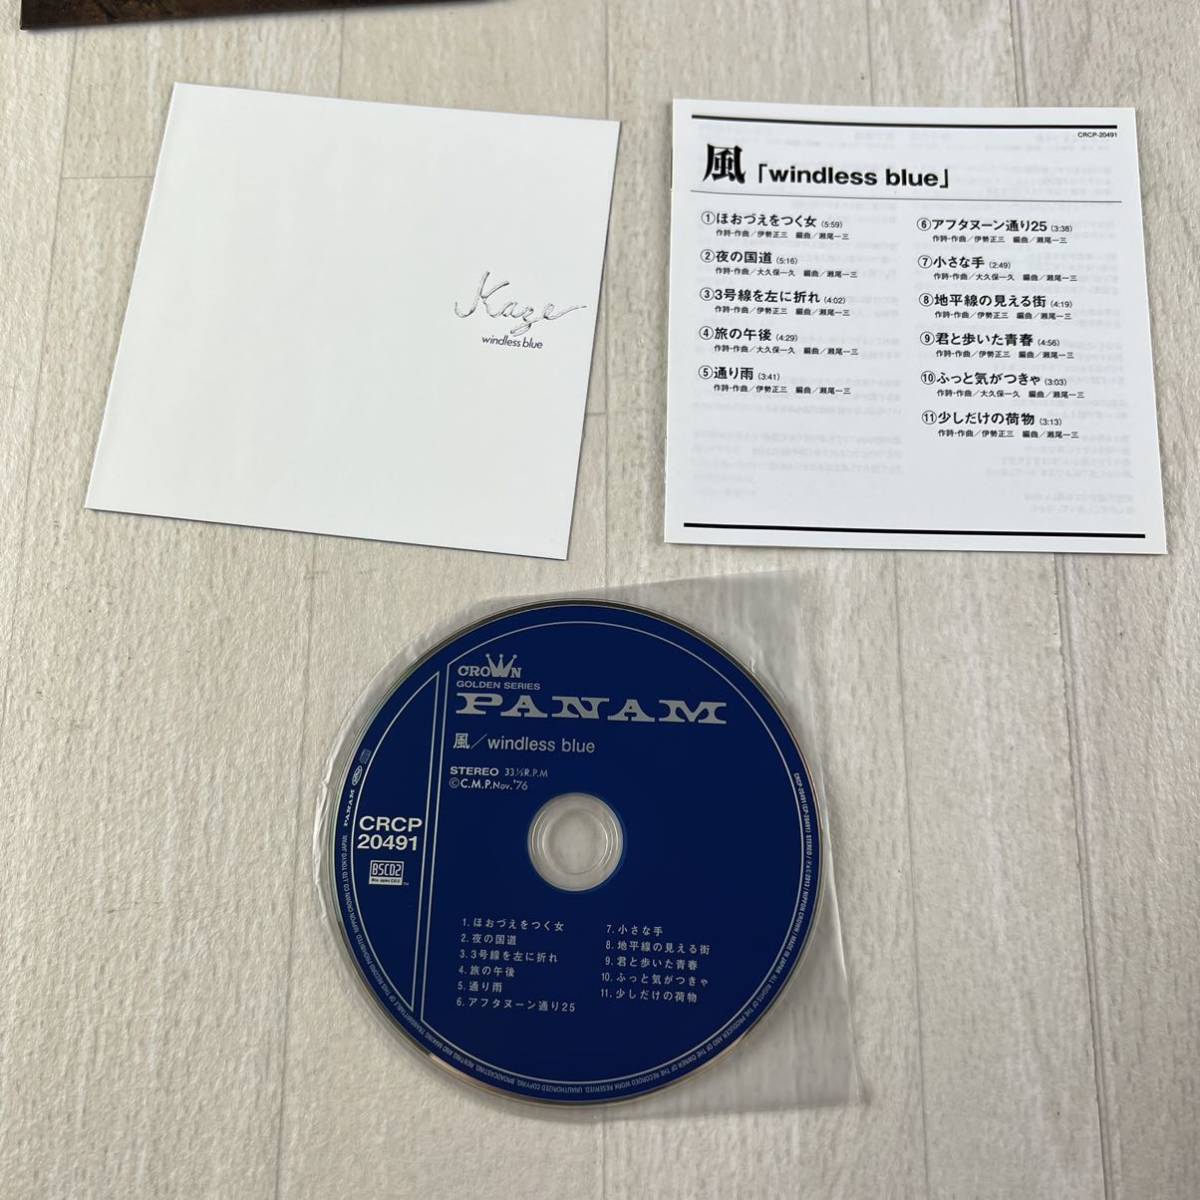 Kaze
windless blue
CRCP-20491
風「windless blue」
①ほおづえをつく女(5:59)
作詩・作曲／伊勢正三 編曲／瀬尾一三
②夜の国道(5:16)
作詩・作曲／大久保一久 編曲／瀬尾一三
③3号線を左に折れ(4:02)
作詩・作曲／伊勢正三 編曲／瀬尾一三
④旅の午後(4:29)
作詩・作曲／大久保一久 編曲／瀬尾一三
⑤通り雨(3:41)
作詩・作曲／伊勢正三 編曲／瀬尾一三
⑥アフタヌーン通り25(3:38)
作詩・作曲／伊勢正三 編曲／瀬尾一三
⑦小さな手(2:49)
作詩・作曲／大久保一久 編曲／瀬尾一三
⑧地平線の見える街(4:19)
作詩・作曲／伊勢正三 編曲／瀬尾一三
⑨君と歩いた青春(4:56)
作詩・作曲／伊勢正三 編曲／瀬尾一三
⑩ふっと気がつきゃ(3:03)
作詩・作曲／大久保一久 編曲／瀬尾一三
⑪少しだけの荷物(3:13)
作詩・作曲／伊勢正三 編曲／瀬尾一三
CROWN
GOLDEN SERIES
PANAM
風／windless blue
STEREO 33⅓R.P.M
©C.M.P.Nov.'76
CRCP
20491
BSCD2
1.ほおづえをつく女
2.夜の国道
3.3号線を左に折れ
4.旅の午後
5.通り雨
6.アフタヌーン通り25
7.小さな手
8.地平線の見える街
9.君と歩いた青春
10.ふっと気がつきゃ
11.少しだけの荷物